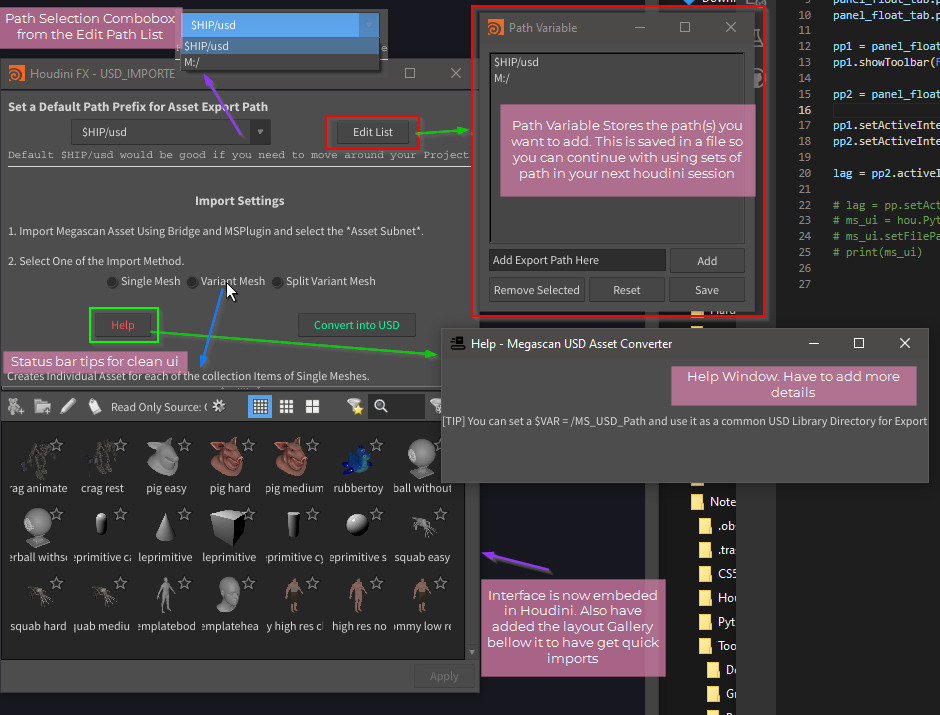 Path Selection Combobox
from the Edit Path List
$HIP/usd
$HIP/usd
M:/
Houdini FX - USD_IMPORTE
Set a Default Path Prefix for Asset Export Path
$HIP/usd
Edit List
Default $HIP/usd would be good if you need to move around your Project
Import Settings
1. Import Megascan Asset Using Bridge and MSPlugin and select the *Asset Subnet*.
2. Select One of the Import Method.
Single Mesh
Variant Mesh
Split Variant Mesh
Help
Convert into USD
Status bar tips for clean ui
Creates Individual Asset for each of the collection Items of Single Meshes.
Read Only Source: (
rag animate
crag rest
pig easy
pig hard
pig medium
rubbertoy
ball without
erball withso
eprimitive ca
leprimitive
leprimitive
eprimitive cy
eprimitive s
squab easy
squab hard
quab mediu
emplatebod
emplatehea
y high res cl
high res no
ommy low re
Apply
Path Variable
$HIP/usd
M:/
Path Variable Stores the path(s) you
want to add. This is saved in a file so
you can continue with using sets of
path in your next houdini session
Add Export Path Here
Add
Remove Selected
Reset
Save
Help - Megascan USD Asset Converter
Help Window. Have to add more
details
[TIP] You can set a $VAR = /MS_USD_Path and use it as a common USD Library Directory for Export
Interface is now embeded
in Houdini. Also have
added the layout Gallery
bellow it to have get quick
imports
9
10 panel_float_tab.p
11
12 pp1 = panel_float
13 pp1.showToolbar(F
14
15 pp2 = panel_float
16
17 pp1.setActiveInte
18 pp2.setActiveInte
19
20 lag = pp2.activeI
21
22 # lag = pp.setAct
23 # ms_ui = hou.Pyt
24 # ms_ui.setFilePa
25 # print(ms_ui)
26
27
Note
.ob
.tra
CS5
Hou
Pyt
Too